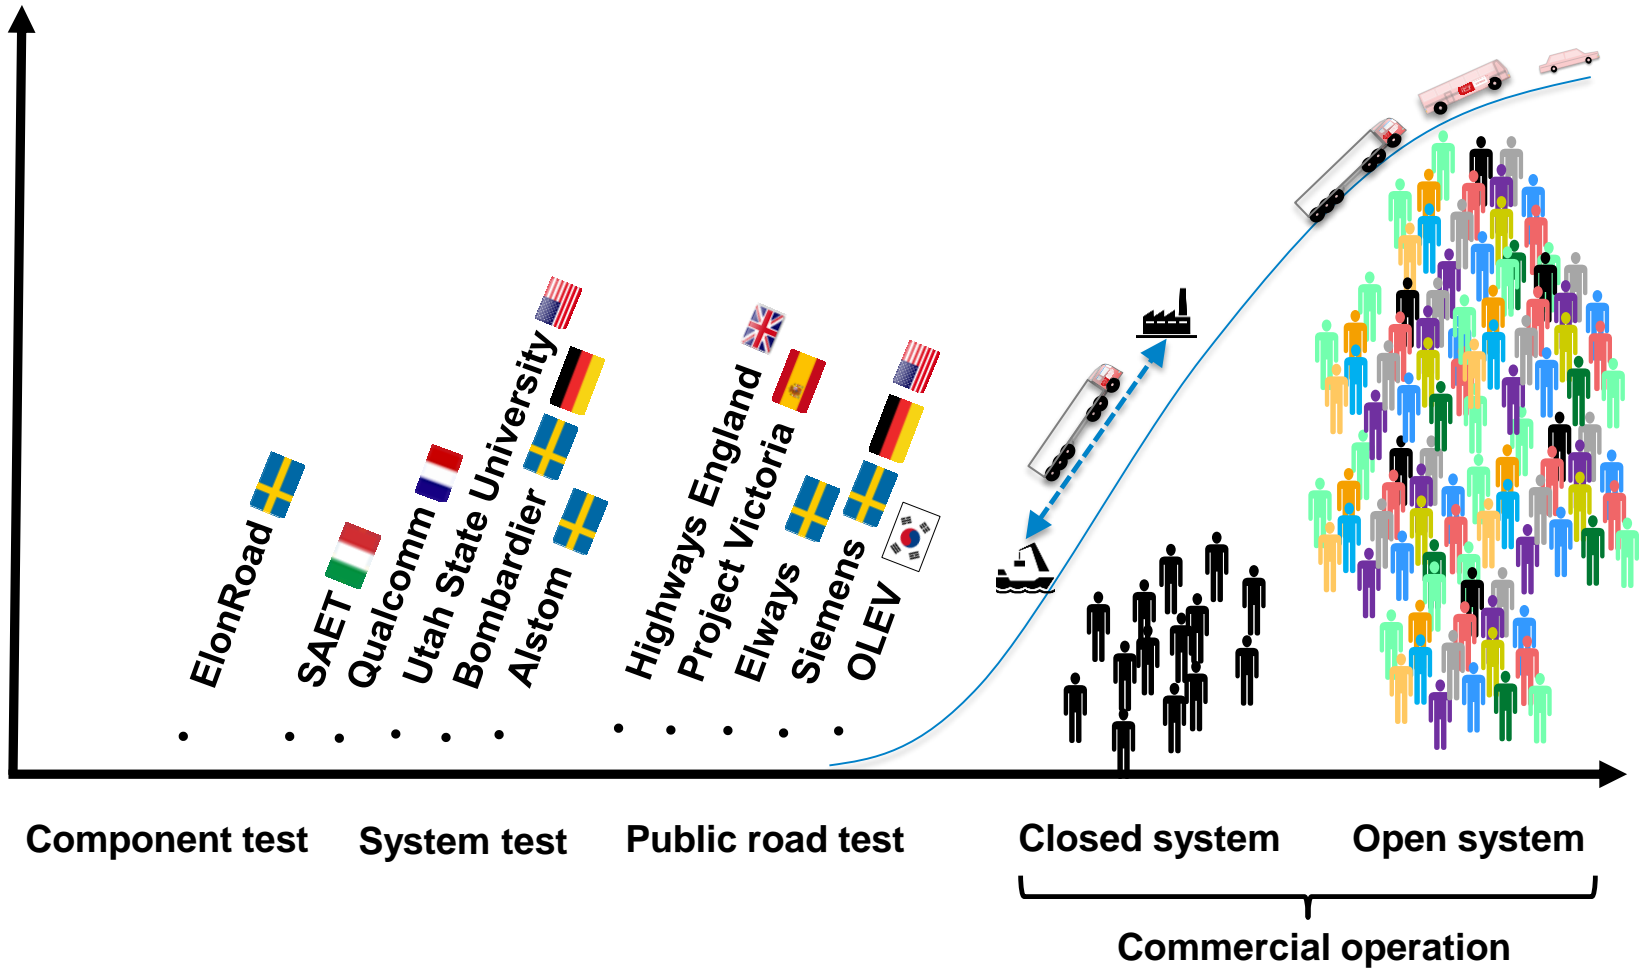 ElonRoad
SAET
Qualcomm
Utah State University
Bombardier
Alstom
Highways England
Project Victoria
Elways
Siemens
OLEV
Component test
System test
Public road test
Closed system
Open system
Commercial operation